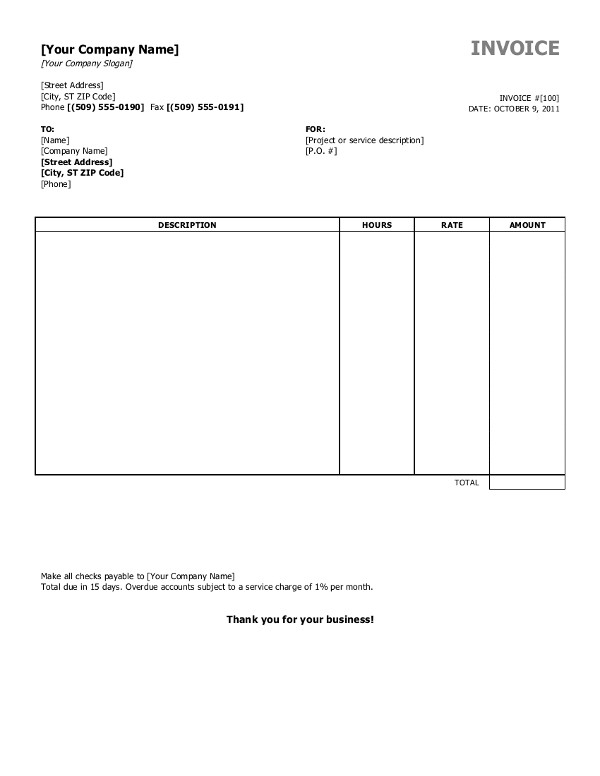 [Your Company Name]
INVOICE
[Your Company Slogan]
[Street Address]
[City, ST ZIP Code]
INVOICE #[100]
Phone [(509) 555-0190] Fax [(509) 555-0191]
DATE: OCTOBER 9, 2011
TO:
FOR:
[Name]
[Project or service description]
[Company Name]
[P.O. #]
[Street Address]
[City, ST ZIP Code]
[Phone]
DESCRIPTION HOURS RATE AMOUNT
TOTAL
Make all checks payable to [Your Company Name]
Total due in 15 days. Overdue accounts subject to a service charge of 1% per month.
Thank you for your business!